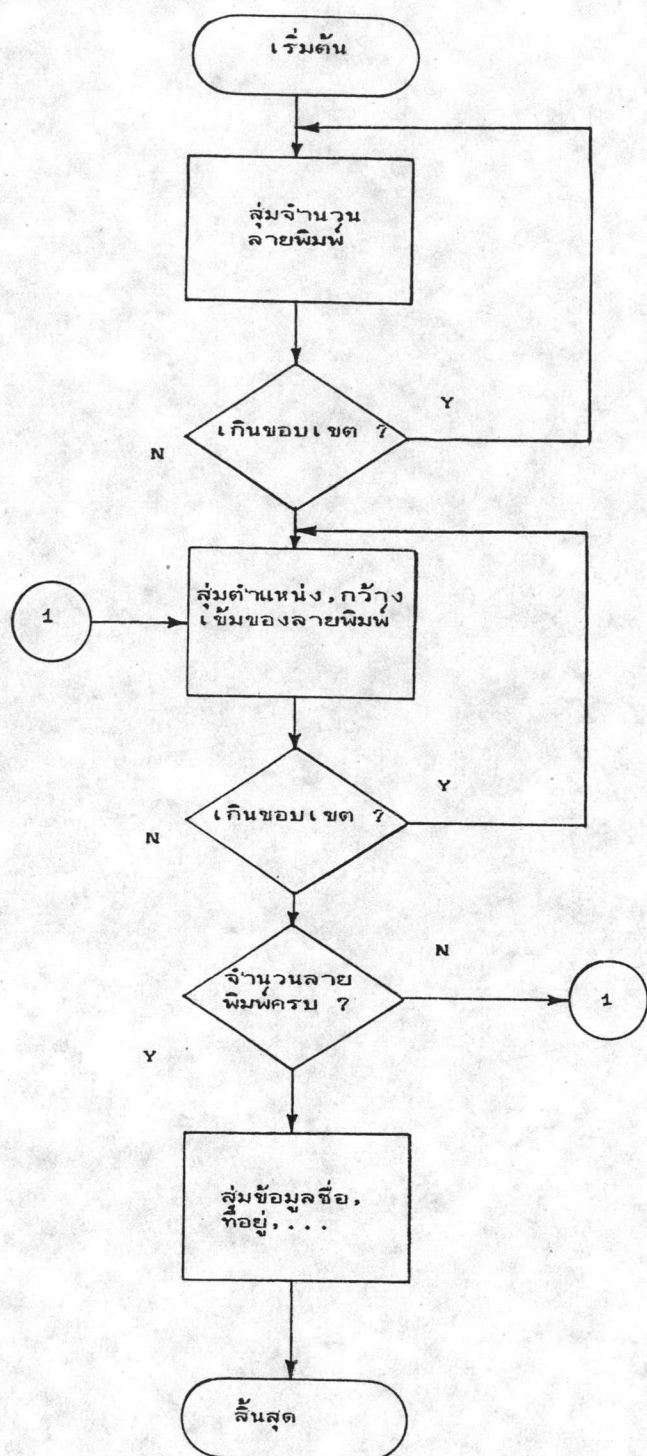 เริ่มต้น
สุ่มจำนวน
ลายพิมพ์
เกินขอบเขต ?
Y
N
สุ่มตำแหน่ง,กว้าง
เข้มของลายพิมพ์
1
เกินขอบเขต ?
Y
N
จำนวนลาย
พิมพ์ครบ ?
N
1
Y
สุ่มข้อมูลชื่อ,
ที่อยู่,...
สิ้นสุด